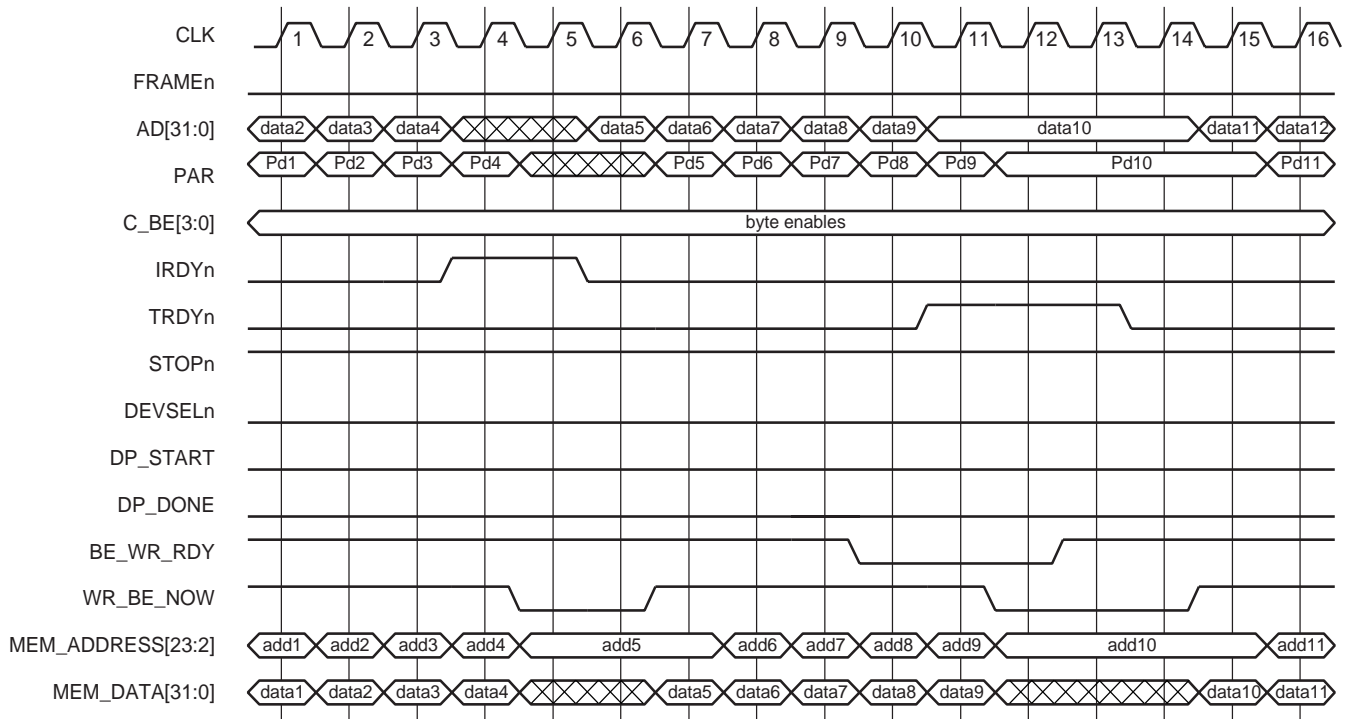 CLK 1 2 3 4 5 6 7 8 9 10 11 12 13 14 15 16
FRAMEn
AD[31:0] data2 data3 data4 data5 data6 data7 data8 data9 data10 data11 data12
PAR Pd1 Pd2 Pd3 Pd4 Pd5 Pd6 Pd7 Pd8 Pd9 Pd10 Pd11
C_BE[3:0] byte enables
IRDYn
TRDYn
STOPn
DEVSELn
DP_START
DP_DONE
BE_WR_RDY
WR_BE_NOW
MEM_ADDRESS[23:2] add1 add2 add3 add4 add5 add6 add7 add8 add9 add10 add11
MEM_DATA[31:0] data1 data2 data3 data4 data5 data6 data7 data8 data9 data10 data11